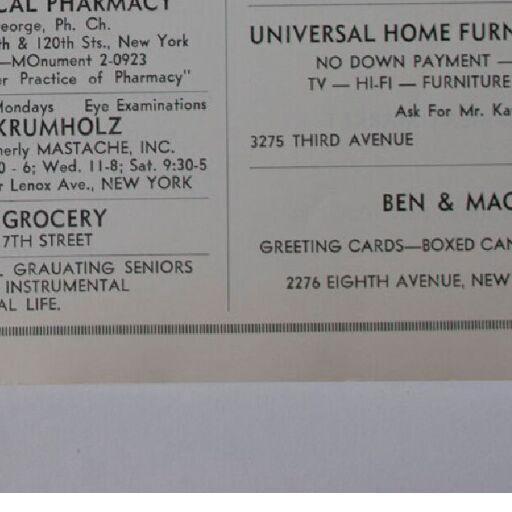 CAL PHARMACY
eorge, Ph. Ch.
th & 120th Sts., New York
—MOnument 2-0923
er Practice of Pharmacy"
Mondays Eye Examinations
KRUMHOLZ
merly MASTACHE, INC.
0 - 6; Wed. 11-8; Sat. 9:30-5
r Lenox Ave., NEW YORK
GROCERY
7TH STREET
. GRAUATING SENIORS
INSTRUMENTAL
AL LIFE.
UNIVERSAL HOME FURN
NO DOWN PAYMENT —
TV — HI-FI — FURNITURE
Ask For Mr. Ka
3275 THIRD AVENUE
BEN & MAC
GREETING CARDS—BOXED CAN
2276 EIGHTH AVENUE, NEW